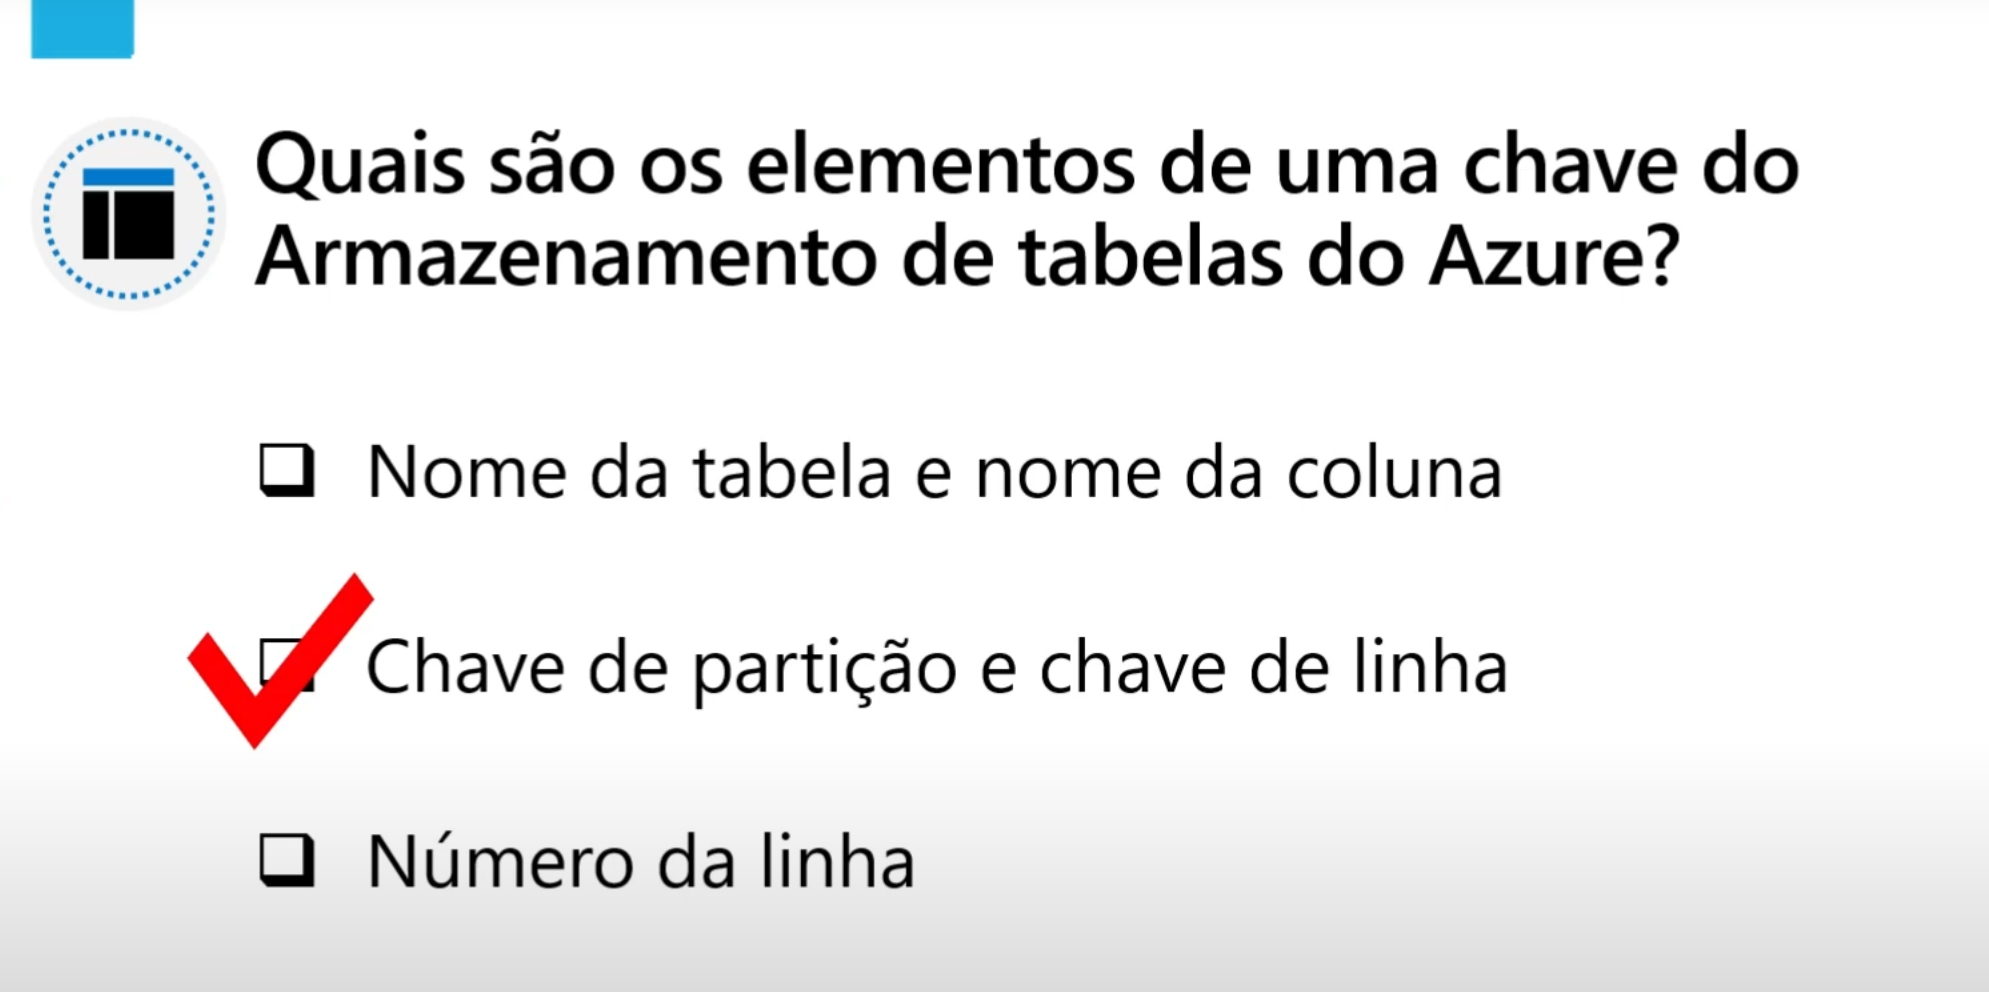 Quais são os elementos de uma chave do
Armazenamento de tabelas do Azure?
Nome da tabela e nome da coluna
Chave de partição e chave de linha
Número da linha